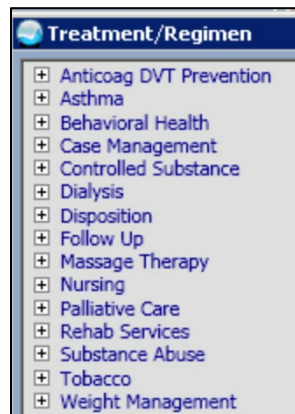 Treatment/Regimen
Anticoag DVT Prevention
Asthma
Behavioral Health
Case Management
Controlled Substance
Dialysis
Disposition
Follow Up
Massage Therapy
Nursing
Palliative Care
Rehab Services
Substance Abuse
Tobacco
Weight Management